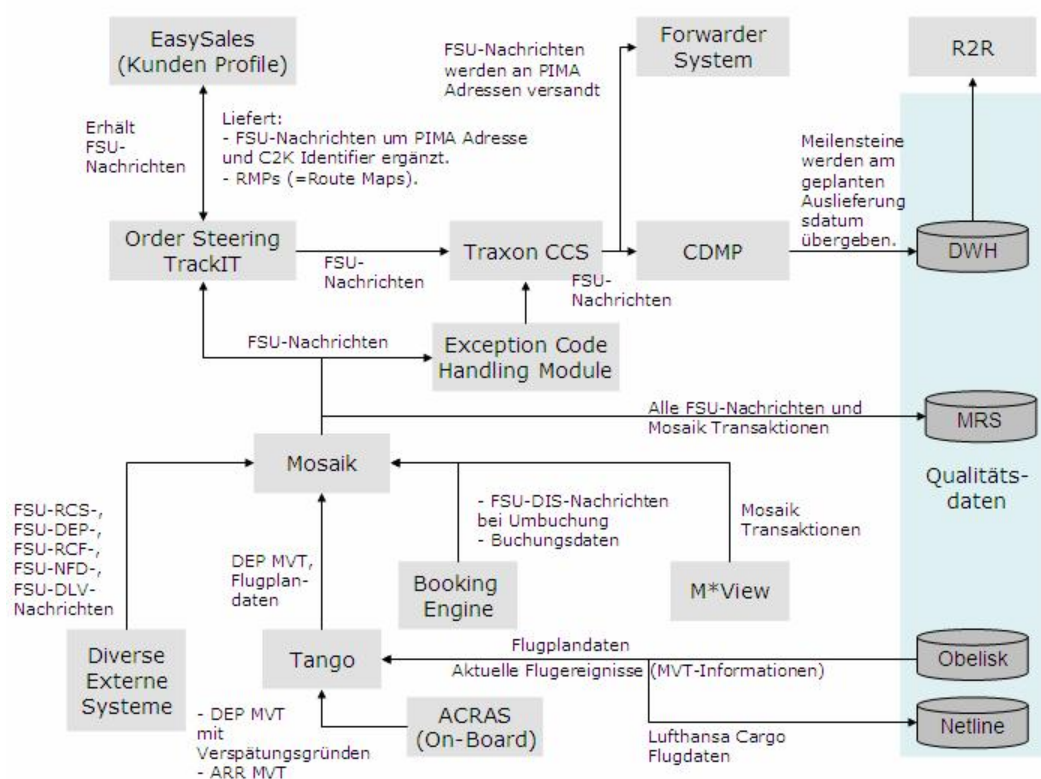 EasySales
(Kunden Profile)
FSU-Nachrichten
werden an PIMA
Adressen versandt
Forwarder
System
R2R
Erhält
FSU-
Nachrichten
Liefert:
- FSU-Nachrichten um PIMA Adresse
und C2K Identifier ergänzt.
- RMPs (=Route Maps).
Meilensteine
werden am
geplanten
Auslieferung
sdatum
übergeben.
Order Steering
TrackIT
FSU-
Nachrichten
Traxon CCS
FSU-
Nachrichten
CDMP
DWH
FSU-Nachrichten
Exception Code
Handling Module
Alle FSU-Nachrichten und
Mosaik Transaktionen
MRS
Mosaik
Qualitäts-
daten
FSU-RCS-,
FSU-DEP-,
FSU-RCF-,
FSU-NFD-,
FSU-DLV-
Nachrichten
DEP MVT,
Flugplan-
daten
- FSU-DIS-Nachrichten
bei Umbuchung
- Buchungsdaten
Mosaik
Transaktionen
Booking
Engine
M*View
Diverse
Externe
Systeme
Tango
Flugplandaten
Aktuelle Flugereignisse (MVT-Informationen)
Obelisk
- DEP MVT
mit
Verspätungsgründen
- ARR MVT
ACRAS
(On-Board)
Lufthansa Cargo
Flugdaten
Netline